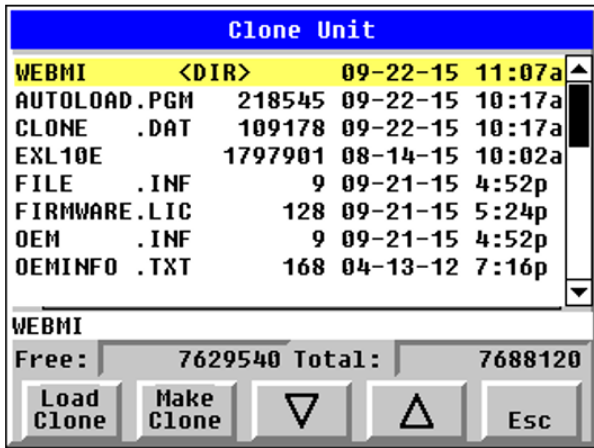 Clone Unit
WEBMI <DIR> 09-22-15 11:07a
AUTOLOAD.PGM 218545 09-22-15 10:17a
CLONE .DAT 109178 09-22-15 10:17a
EXL10E 1797901 08-14-15 10:02a
FILE .INF 9 09-21-15 4:52p
FIRMWARE.LIC 128 09-21-15 5:24p
OEM .INF 9 09-21-15 4:52p
OEMINFO .TXT 168 04-13-12 7:16p
WEBMI
Free: 7629540 Total: 7688120
Load Clone Make Clone Esc